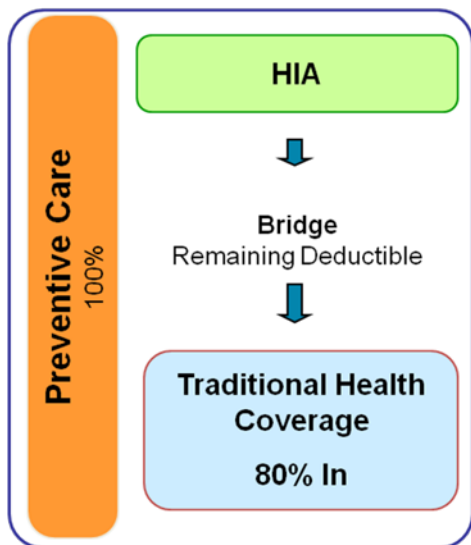 Preventive Care
100%
HIA
Bridge
Remaining Deductible
Traditional Health
Coverage
80% In